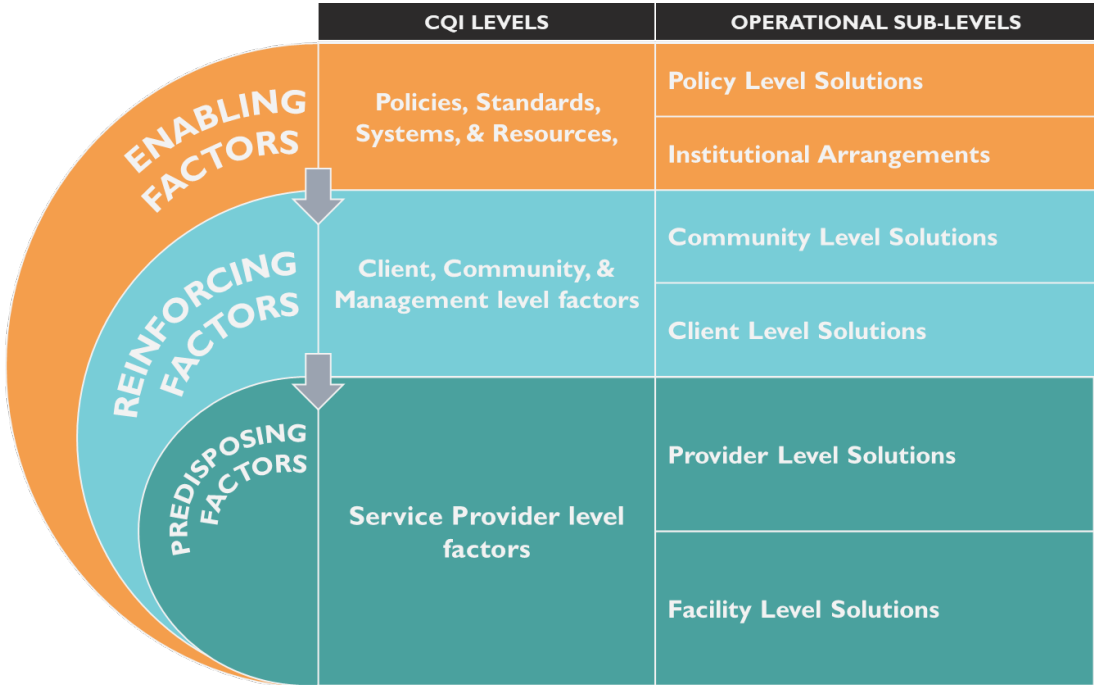 CQI LEVELS
OPERATIONAL SUB-LEVELS
ENABLING
FACTORS
Policies, Standards,
Systems, & Resources,
Policy Level Solutions
Institutional Arrangements
REINFORCING
FACTORS
Client, Community, &
Management level factors
Community Level Solutions
Client Level Solutions
PREDISPOSING
FACTORS
Service Provider level
factors
Provider Level Solutions
Facility Level Solutions